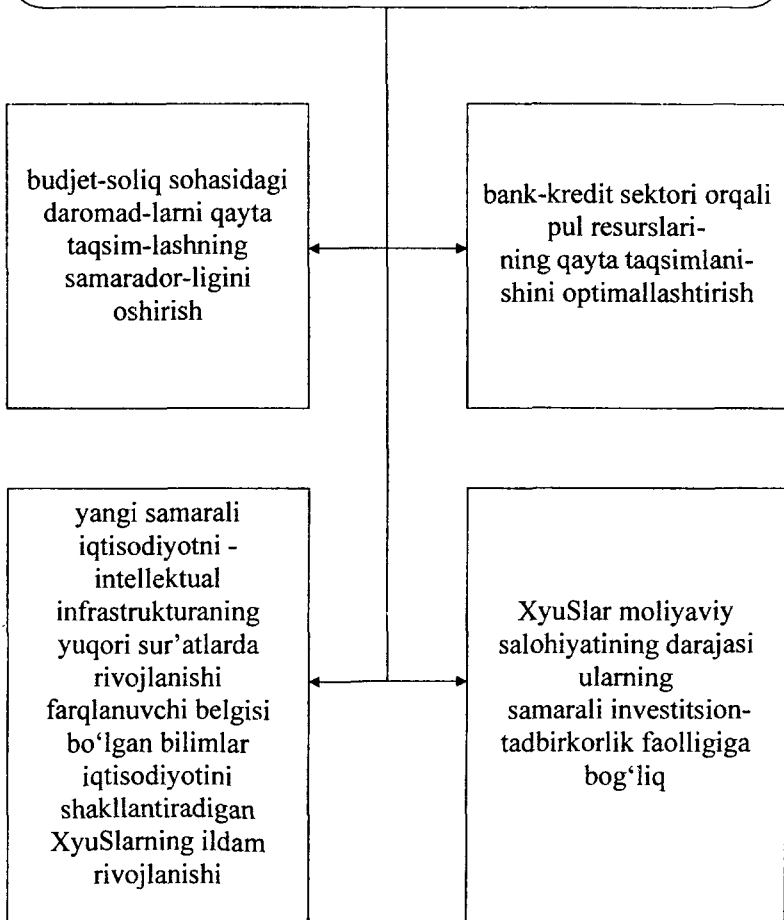 budjet-soliq sohasidagi
daromad-larni qayta
taqsim-lashning
samarador-ligini
oshirish
bank-kredit sektori orqali
pul resurslari-
ning qayta taqsimlani-
shini optimallashtirish
yangi samarali
iqtisodiyotni -
intellektual
infrastrukturaning
yuqori sur’atlarda
rivojlanishi
farqlanuvchi belgisi
bo‘lgan bilimlar
iqtisodiyotini
shakllantiradigan
XyuSlarning ildam
rivojlanishi
XyuSlar moliyaviy
salohiyatining darajasi
ularning
samarali investitsion-
tadbirkorlik faolligiga
bog‘liq